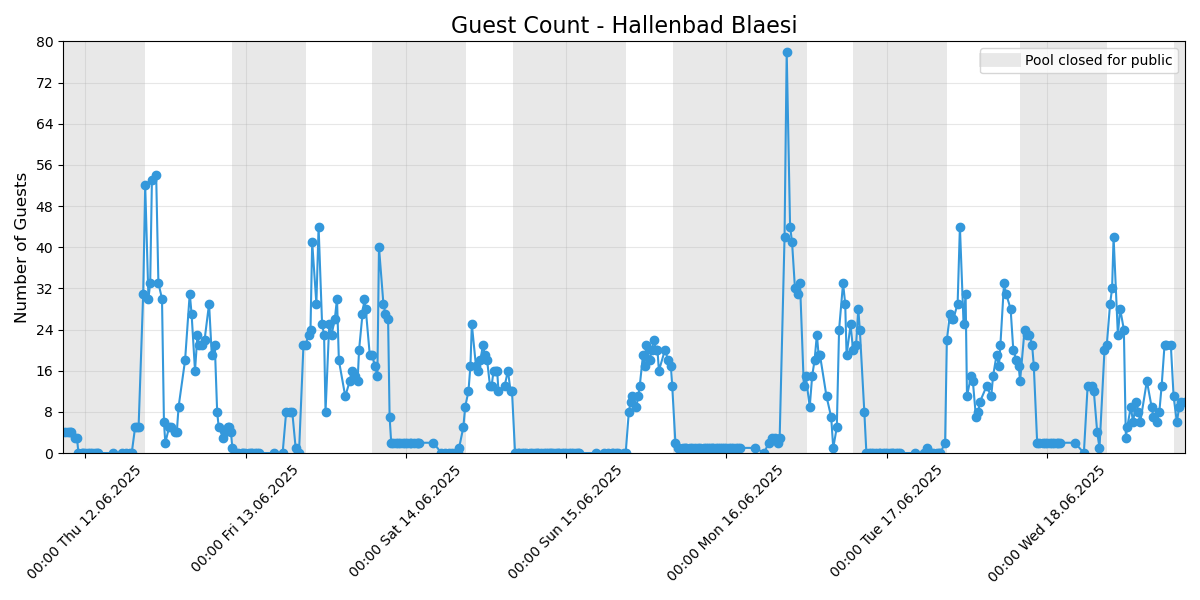 Guest Count - Hallenbad Blaesi
Number of Guests
80
72
64
56
48
40
32
24
16
8
0
Pool closed for public
00:00 Thu 12.06.2025
00:00 Fri 13.06.2025
00:00 Sat 14.06.2025
00:00 Sun 15.06.2025
00:00 Mon 16.06.2025
00:00 Tue 17.06.2025
00:00 Wed 18.06.2025